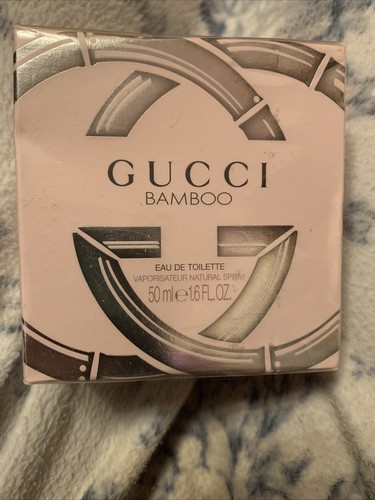 GUCCI
BAMBOO
EAU DE TOILETTE
VAPORISATEUR NATURAL SPRAY
50 ml ℮ 1.6 FL.OZ.